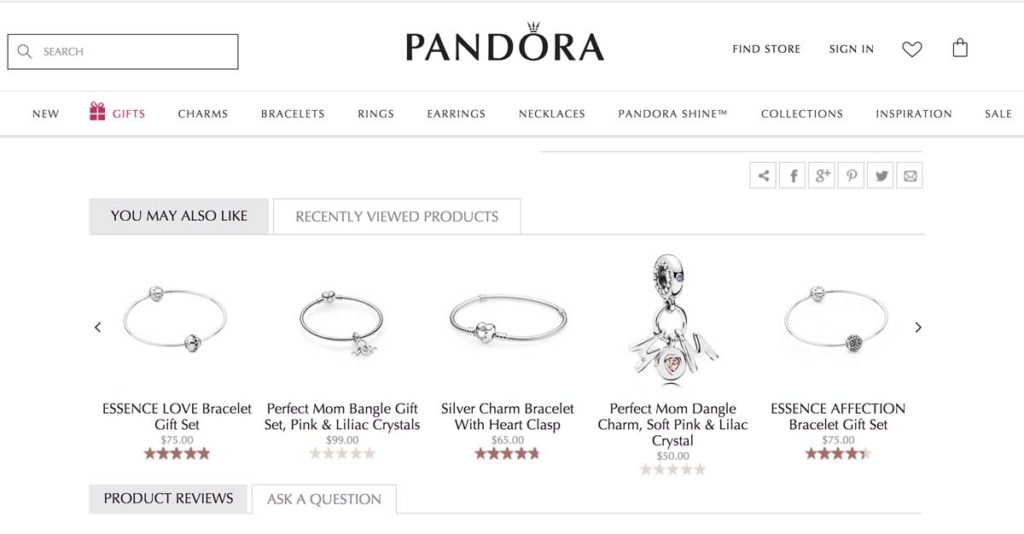 SEARCH
PANDORA
FIND STORE
SIGN IN
NEW
GIFTS
CHARMS
BRACELETS
RINGS
EARRINGS
NECKLACES
PANDORA SHINE™
COLLECTIONS
INSPIRATION
SALE
YOU MAY ALSO LIKE
RECENTLY VIEWED PRODUCTS
ESSENCE LOVE Bracelet
Gift Set
$75.00
Perfect Mom Bangle Gift
Set, Pink & Liliac Crystals
$99.00
Silver Charm Bracelet
With Heart Clasp
$65.00
Perfect Mom Dangle
Charm, Soft Pink & Lilac
Crystal
$50.00
ESSENCE AFFECTION
Bracelet Gift Set
$75.00
PRODUCT REVIEWS
ASK A QUESTION